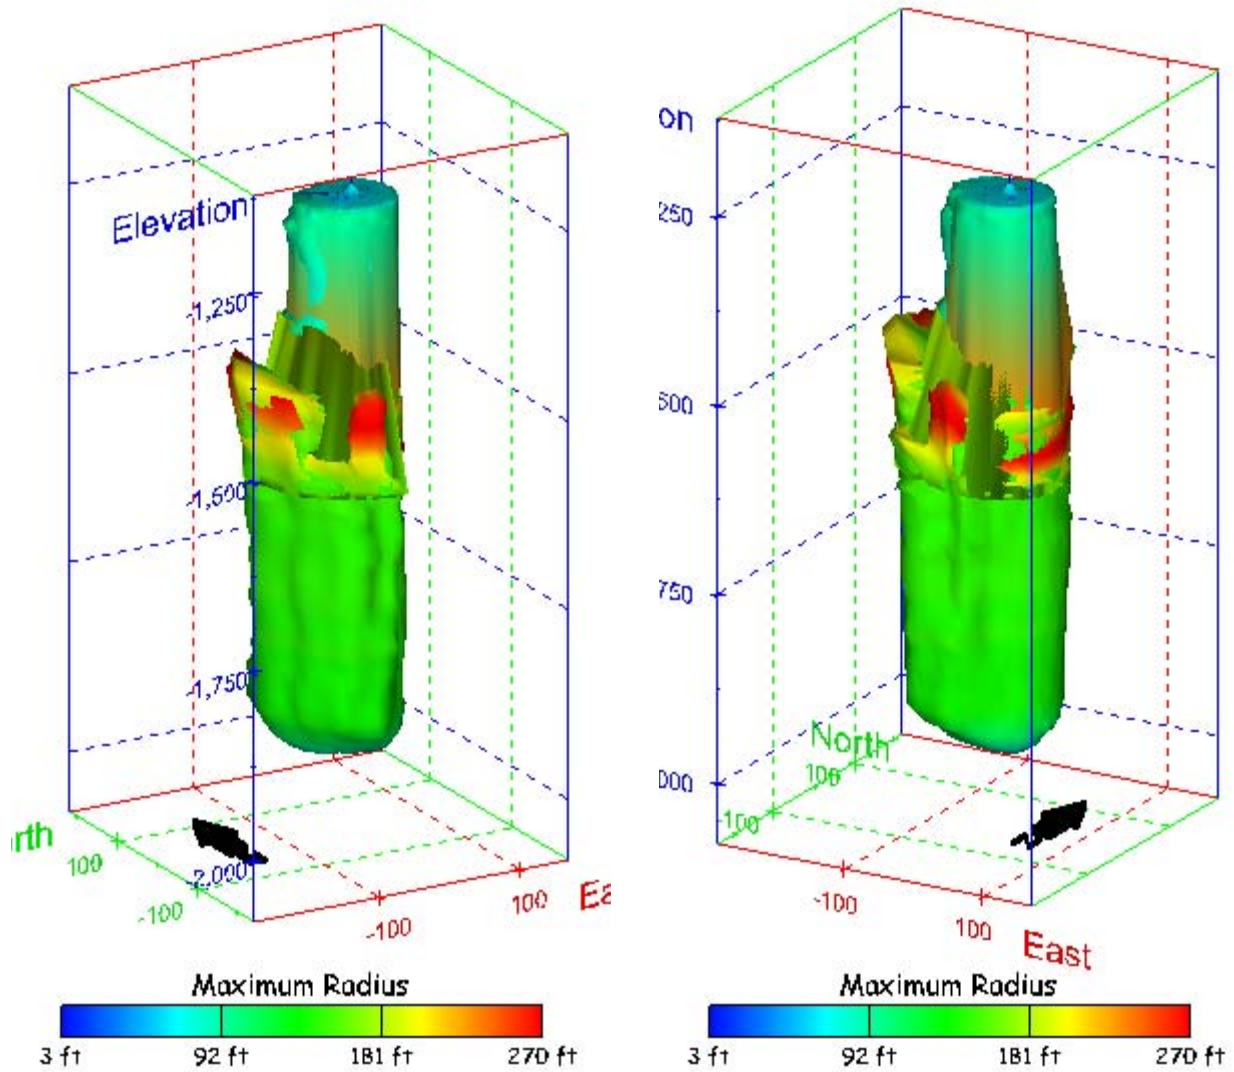 Elevation
-1,250
-1,500
-1,750
-2,000
rth
100
-100
-100
100
Ea
Maximum Radius
3 ft
92 ft
181 ft
270 ft
on
250
500
750
000
North
100
-100
-100
100
East
Maximum Radius
3 ft
92 ft
181 ft
270 ft